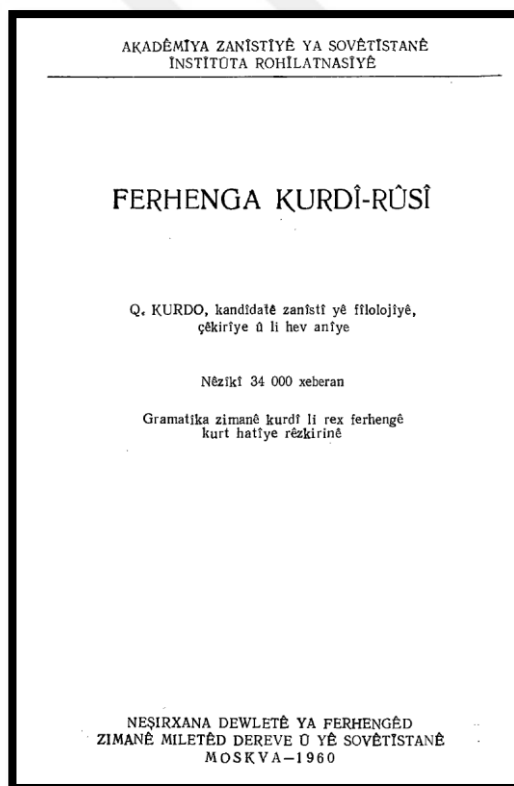 AKADÊMÎYA ZANÎSTÎYÊ YA SOVÊTÎSTANÊ
ÎNSTÎTÛTA ROHÎLATNASÎYÊ
FERHENGA KURDÎ-RÛSÎ
Q. KURDO, kandîdatê zanîstî yê fîlolojîyê,
çêkirîye û li hev anîye
Nêzîkî 34 000 xeberan
Gramatîka zimanê kurdî li rex ferhengê
kurt hatîye rêzkirinê
NEŞIRXANA DEWLETÊ YA FERHENGÊD
ZIMANÊ MILETÊD DEREVE Û YÊ SOVÊTÎSTANÊ
MOSKVA—1960